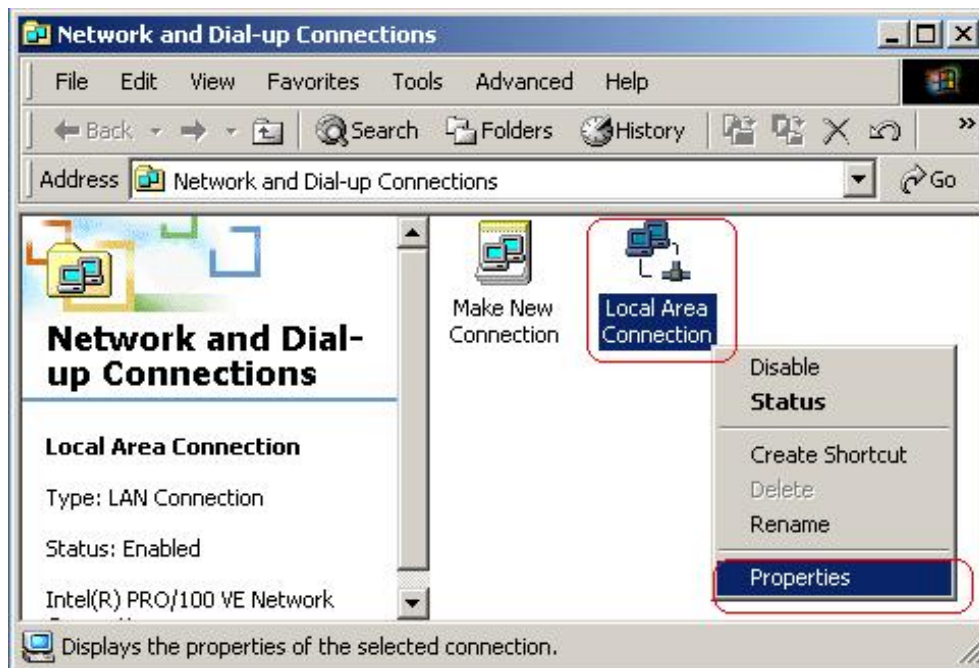 Network and Dial-up Connections
File Edit View Favorites Tools Advanced Help
Back Search Folders History »
Address Network and Dial-up Connections Go
Make New
Connection
Local Area
Connection
Network and Dial-
up Connections
Local Area Connection
Type: LAN Connection
Status: Enabled
Intel(R) PRO/100 VE Network
Disable
Status
Create Shortcut
Delete
Rename
Properties
Displays the properties of the selected connection.